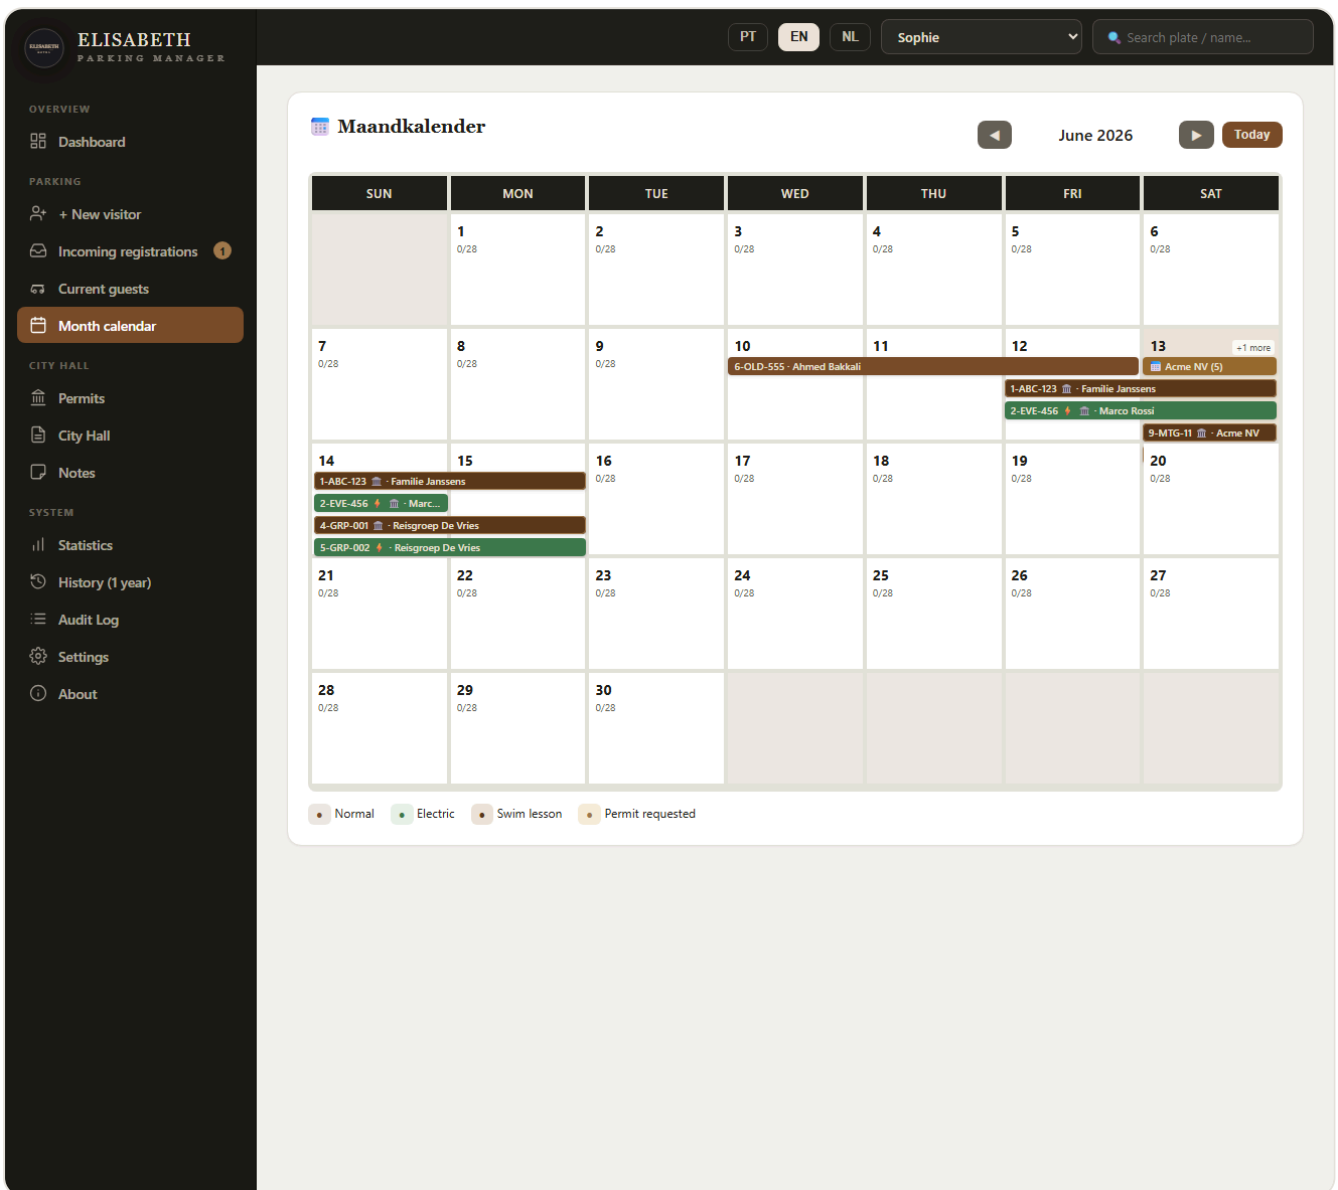 ELISABETH
PARKING MANAGER
PT
EN
NL
Sophie
Search plate / name...
OVERVIEW
Dashboard
PARKING
+ New visitor
Incoming registrations 1
Current guests
Month calendar
CITY HALL
Permits
City Hall
Notes
SYSTEM
Statistics
History (1 year)
Audit Log
Settings
About
Maandkalender
◀ June 2026 ▶ Today
SUN MON TUE WED THU FRI SAT
1 2 3 4 5 6
0/28 0/28 0/28 0/28 0/28 0/28
7 8 9 10 11 12 13 +1 more
0/28 0/28 0/28
6-OLD-555 · Ahmed Bakkali
Acme NV (5)
1-ABC-123 · Familie Janssens
2-EVE-456 · Marco Rossi
9-MTG-11 · Acme NV
14 15 16 17 18 19 20
0/28 0/28 0/28 0/28 0/28
1-ABC-123 · Familie Janssens
2-EVE-456 · Marc...
4-GRP-001 · Reisgroep De Vries
5-GRP-002 · Reisgroep De Vries
21 22 23 24 25 26 27
0/28 0/28 0/28 0/28 0/28 0/28 0/28
28 29 30
0/28 0/28 0/28
Normal Electric Swim lesson Permit requested